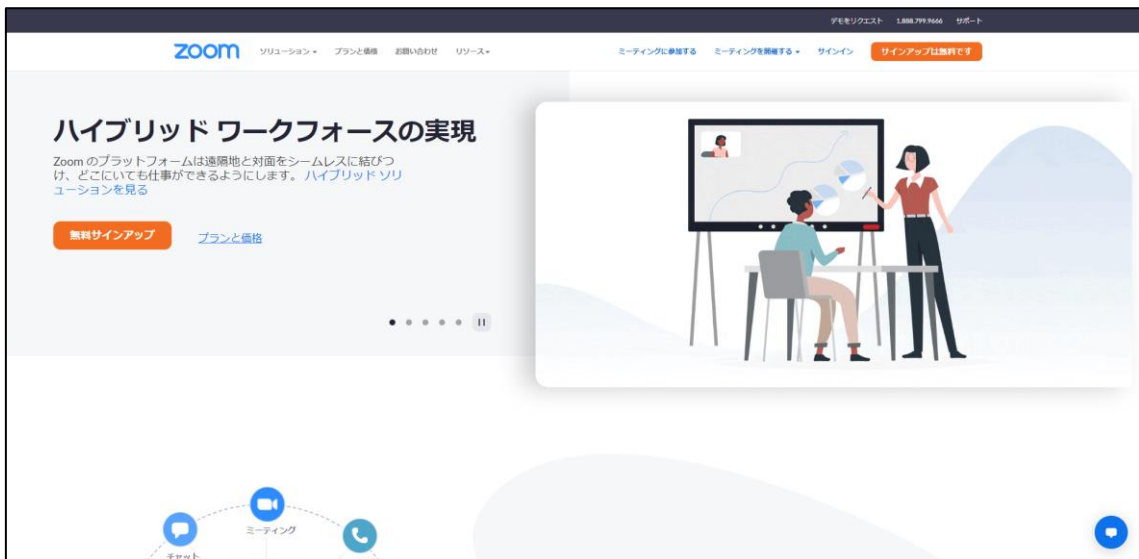 デモをリクエスト 1.888.799.9666 サポート
zoom ソリューション プランと価格 お問い合わせ リソース ミーティングに参加する ミーティングを開催する サインイン サインアップは無料です
ハイブリッド ワークフォースの実現
Zoom のプラットフォームは遠隔地と対面をシームレスに結びつ
け、どこにいても仕事ができるようにします。 ハイブリッド ソリ
ューションを見る
無料サインアップ プランと価格
ミーティング
チャット